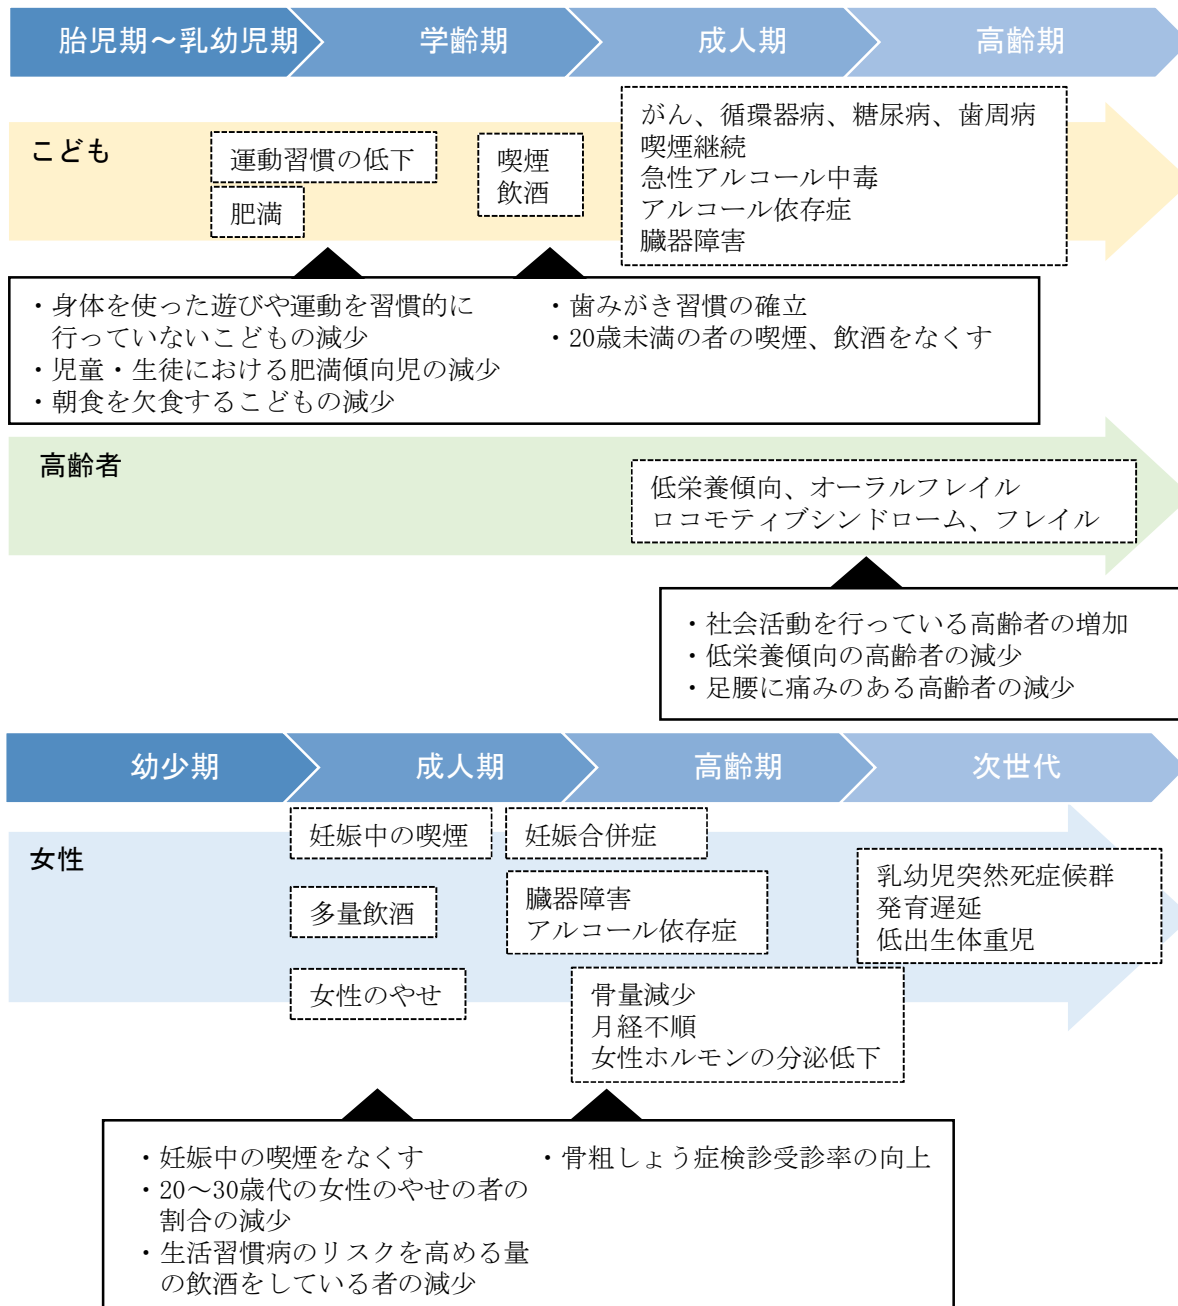 胎児期～乳幼児期
学齢期
成人期
高齢期
こども
運動習慣の低下
肥満
喫煙
飲酒
がん、循環器病、糖尿病、歯周病
喫煙継続
急性アルコール中毒
アルコール依存症
臓器障害
・身体を使った遊びや運動を習慣的に
行っていないこどもの減少
・児童・生徒における肥満傾向児の減少
・朝食を欠食するこどもの減少
・歯みがき習慣の確立
・20歳未満の者の喫煙、飲酒をなくす
高齢者
低栄養傾向、オーラルフレイル
ロコモティブシンドローム、フレイル
・社会活動を行っている高齢者の増加
・低栄養傾向の高齢者の減少
・足腰に痛みのある高齢者の減少
幼少期
成人期
高齢期
次世代
女性
妊娠中の喫煙
多量飲酒
女性のやせ
妊娠合併症
臓器障害
アルコール依存症
骨量減少
月経不順
女性ホルモンの分泌低下
乳幼児突然死症候群
発育遅延
低出生体重児
・妊娠中の喫煙をなくす
・20～30歳代の女性のやせの者の
割合の減少
・生活習慣病のリスクを高める量
の飲酒をしている者の減少
・骨粗しょう症検診受診率の向上